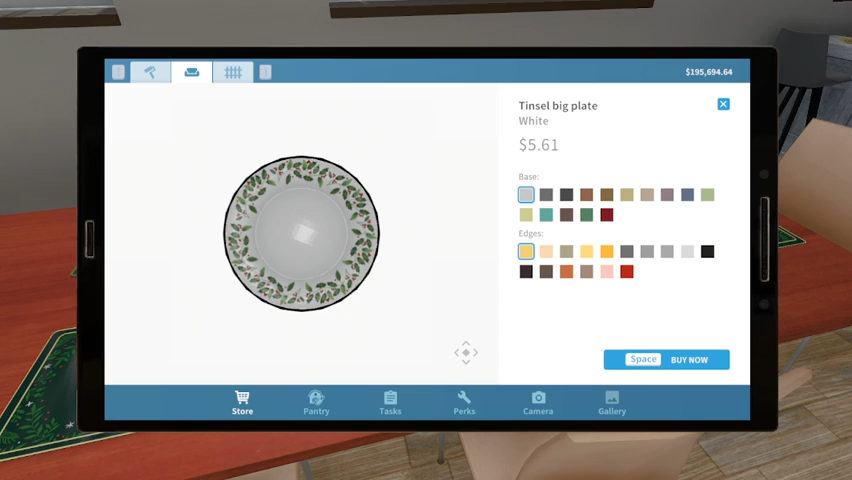 $195,694.64
Tinsel big plate
White
$5.61
Base:
Edges:
Space BUY NOW
Store Pantry Tasks Perks Camera Gallery